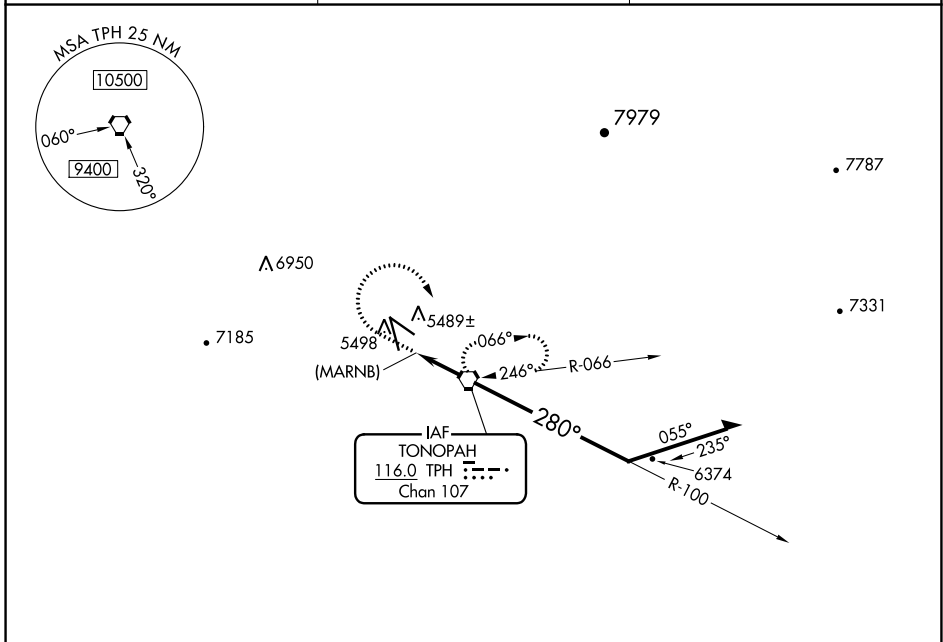 MSA TPH 25 NM
10500
060°
9400
320°
7979
7787
6950
7331
7185
5489±
5498
066°
(MARNB)
246°
R-066
280°
IAF
TONOPAH
116.0 TPH
Chan 107
055°
235°
6374
R-100